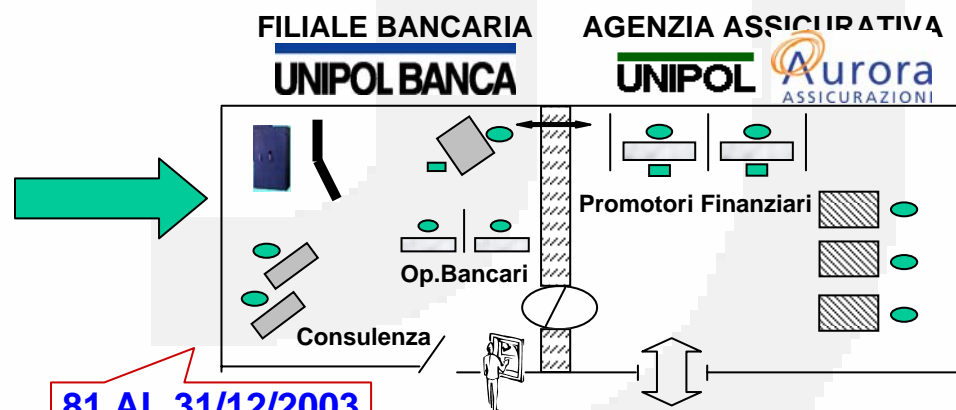 FILIALE BANCARIA
AGENZIA ASSICURATIVA
UNIPOL BANCA
UNIPOL
Aurora
ASSICURAZIONI
Promotori Finanziari
Op.Bancari
Consulenza
81 AL 31/12/2003